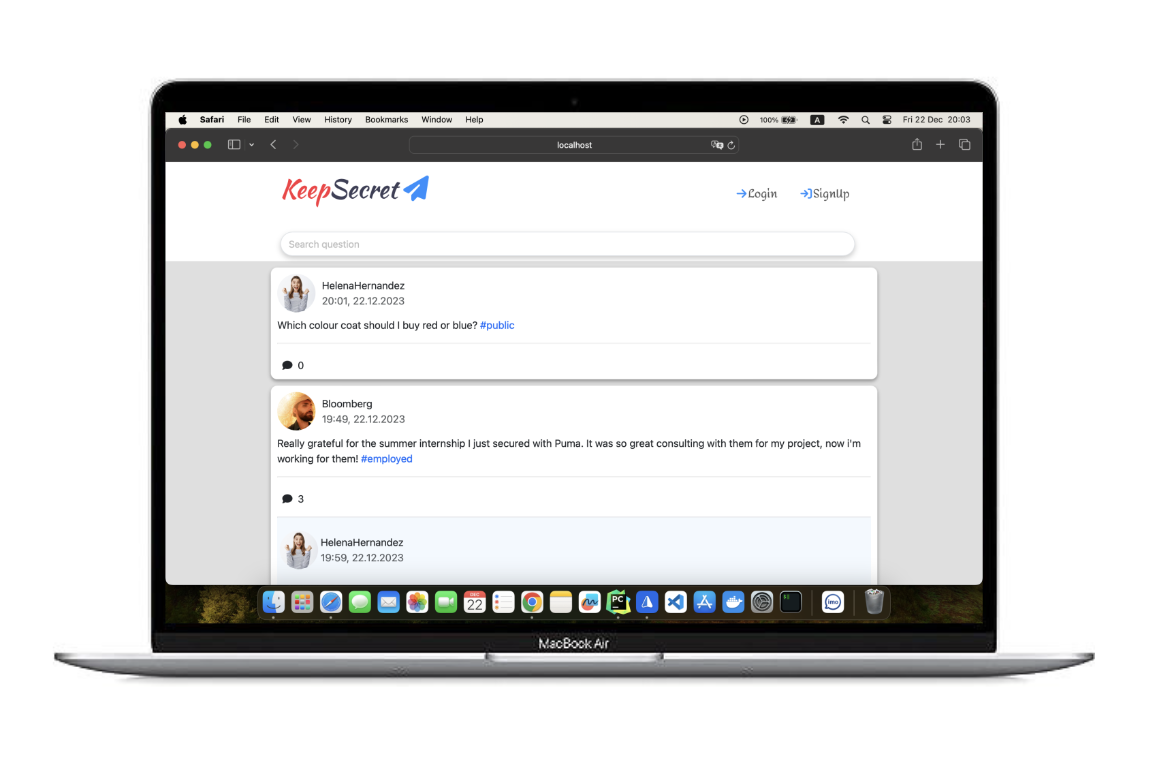 Safari File Edit View History Bookmarks Window Help 100% A Fri 22 Dec 20:03
localhost
KeepSecret
Login SignUp
Search question
HelenaHernandez
20:01, 22.12.2023
Which colour coat should I buy red or blue? #public
0
Bloomberg
19:49, 22.12.2023
Really grateful for the summer internship I just secured with Puma. It was so great consulting with them for my project, now i'm
working for them! #employed
3
HelenaHernandez
19:59, 22.12.2023
DEC
22
PC
imo
MacBook Air